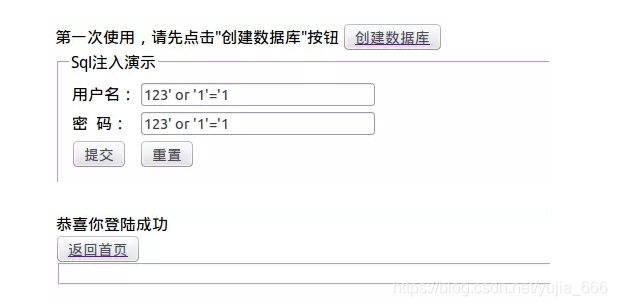 第一次使用，请先点击"创建数据库"按钮 创建数据库
Sql注入演示
用户名： 123' or '1'='1
密 码： 123' or '1'='1
提交 重置
恭喜你登陆成功
返回首页
https://blog.csdn.net/yujia_666